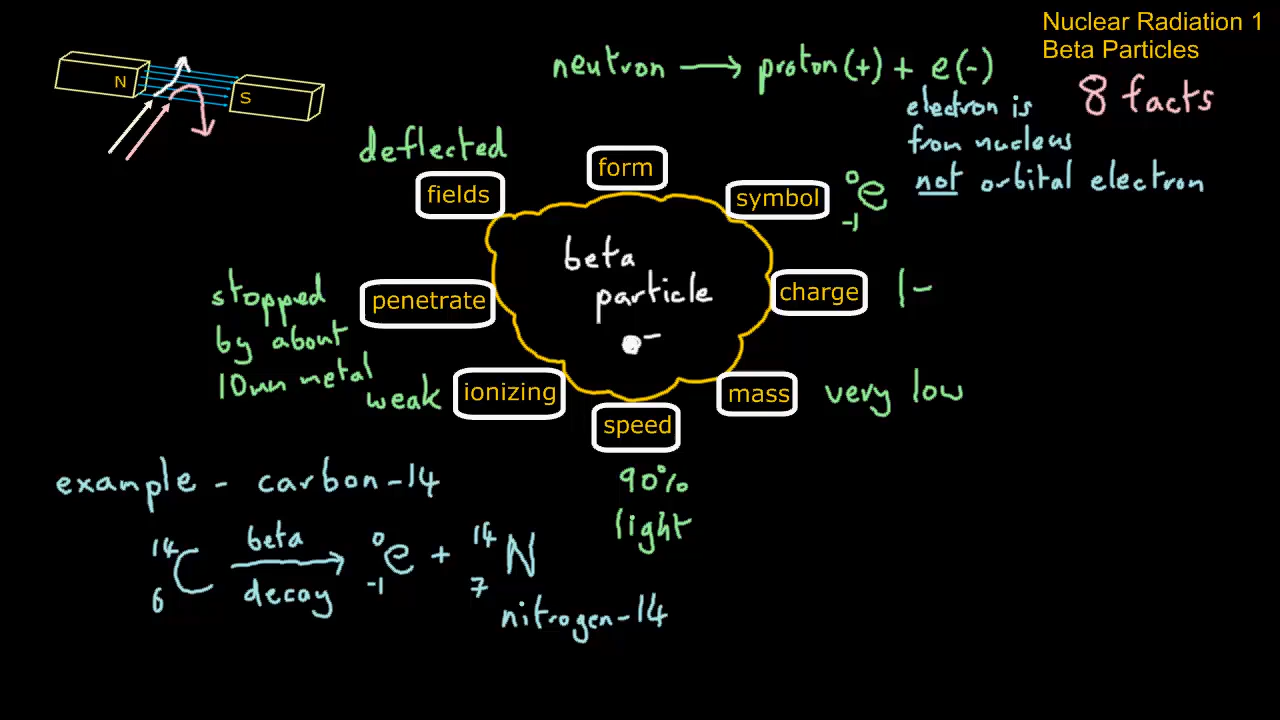 Nuclear Radiation 1
Beta Particles
8 facts
N
S
neutron → proton (+) + e (-)
electron is
from nucleus
not orbital electron
deflected
fields
form
symbol
0
-1 e
beta
particle
-
penetrate
stopped
by about
10mm metal
charge
1-
ionizing
weak
mass
very low
speed
90%
light
example - carbon-14
14 6 C beta decay → 0 -1 e + 14 7 N
nitrogen-14